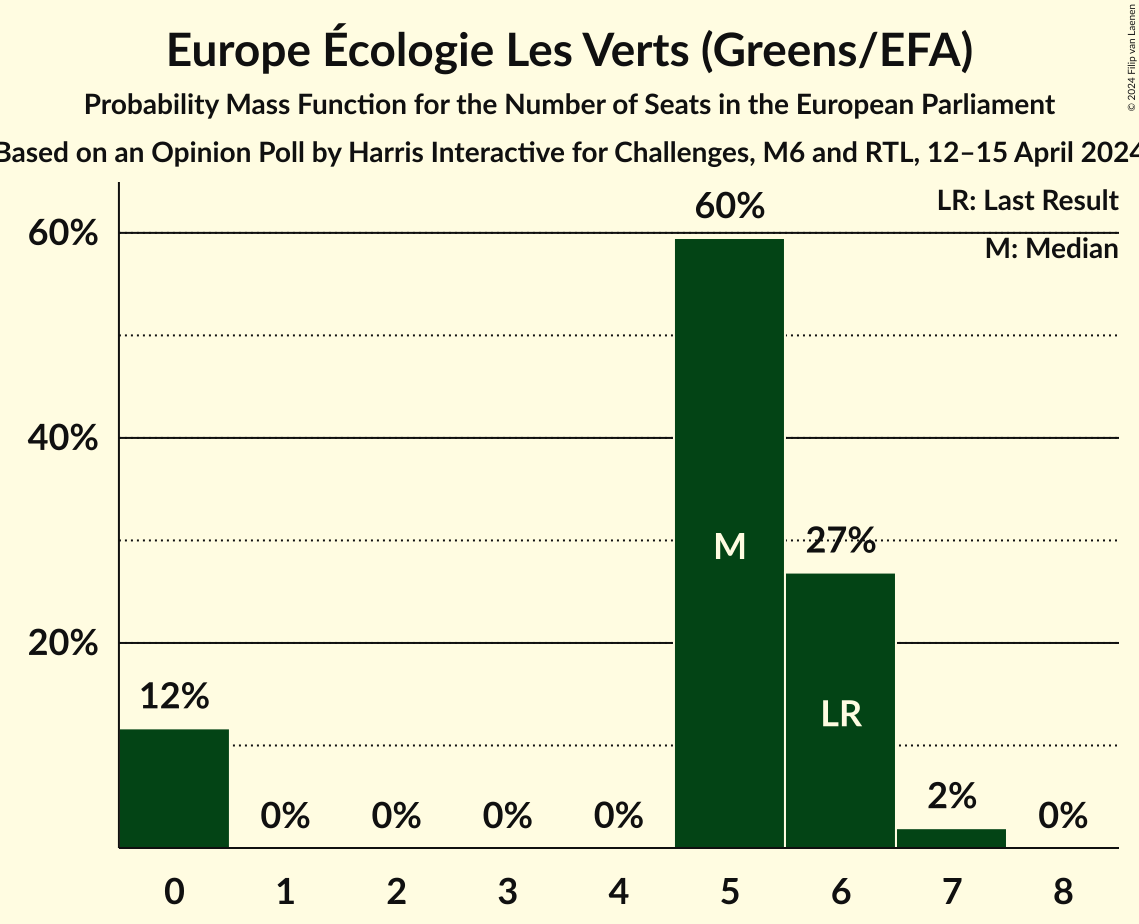 Europe Écologie Les Verts (Greens/EFA)
Probability Mass Function for the Number of Seats in the European Parliament
Based on an Opinion Poll by Harris Interactive for Challenges, M6 and RTL, 12–15 April 2024
© 2024 Filip van Laenen
LR: Last Result
M: Median
60%
40%
20%
12%
0%
0%
0%
0%
60%
27%
2%
0%
M
LR
0 1 2 3 4 5 6 7 8